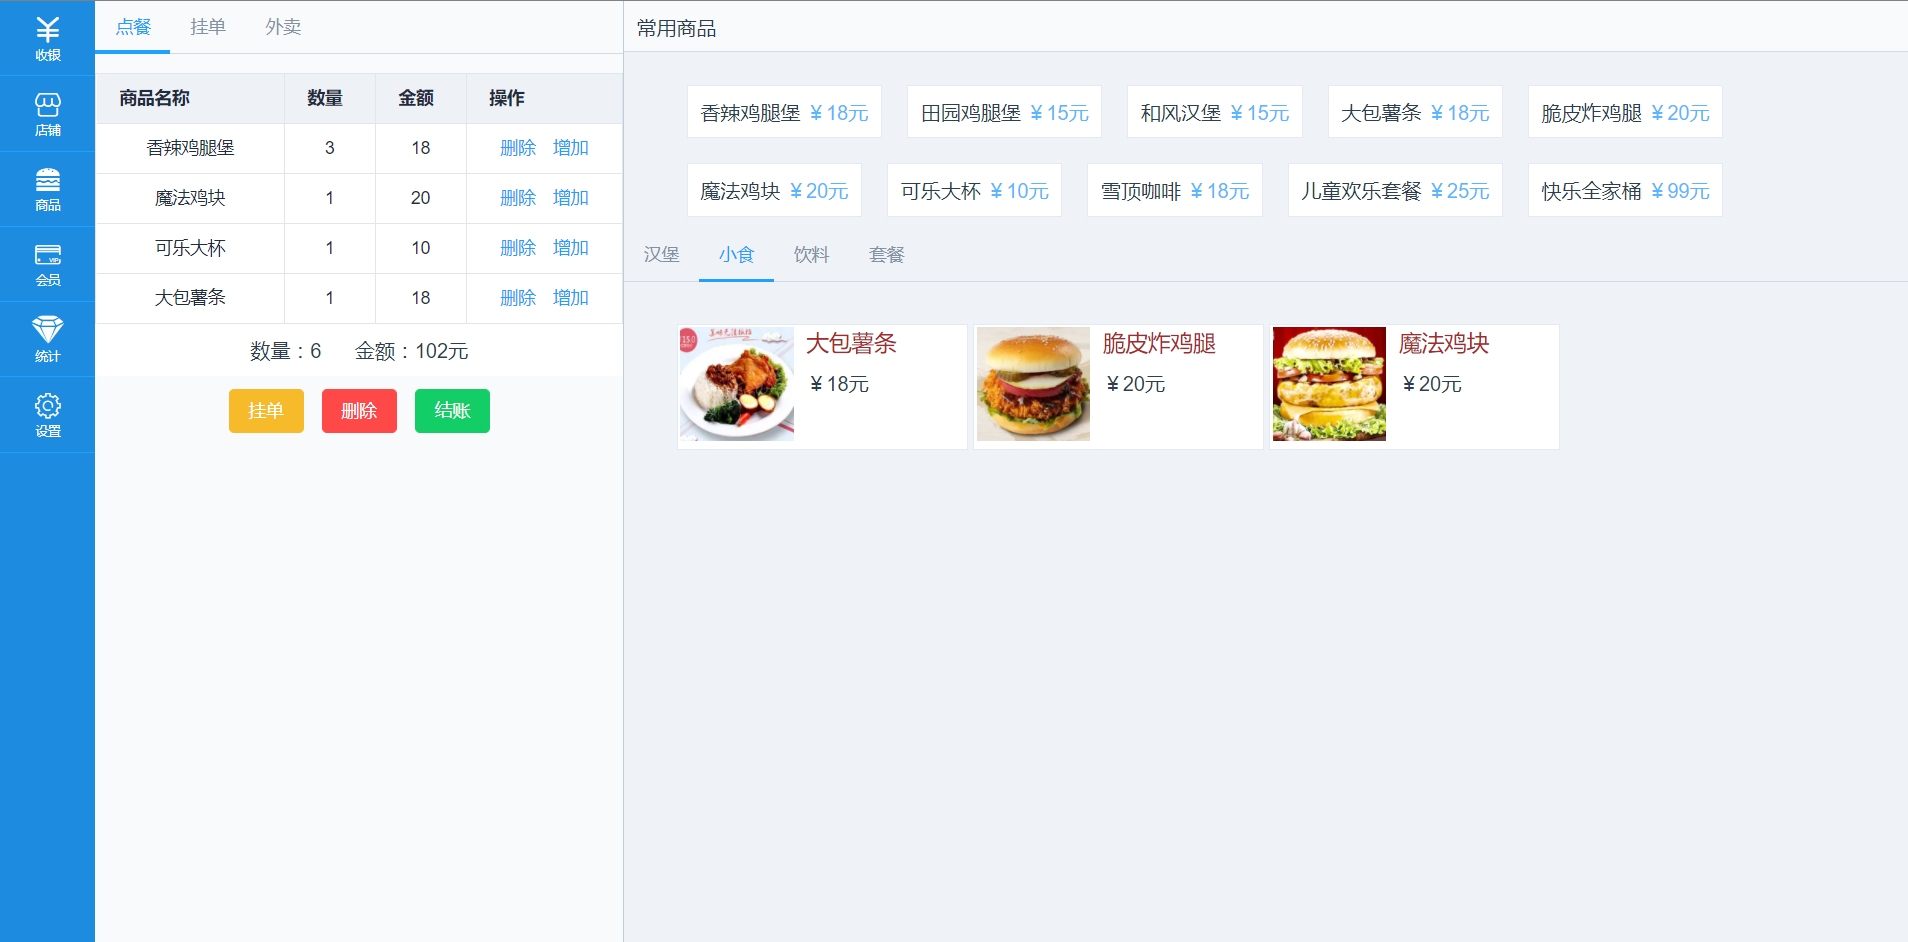 收银
店铺
商品
会员
统计
设置
点餐 挂单 外卖
商品名称 数量 金额 操作
香辣鸡腿堡 3 18 删除 增加
魔法鸡块 1 20 删除 增加
可乐大杯 1 10 删除 增加
大包薯条 1 18 删除 增加
数量：6 金额：102元
挂单 删除 结账
常用商品
香辣鸡腿堡 ¥18元 田园鸡腿堡 ¥15元 和风汉堡 ¥15元 大包薯条 ¥18元 脆皮炸鸡腿 ¥20元
魔法鸡块 ¥20元 可乐大杯 ¥10元 雪顶咖啡 ¥18元 儿童欢乐套餐 ¥25元 快乐全家桶 ¥99元
汉堡 小食 饮料 套餐
大包薯条
¥18元
脆皮炸鸡腿
¥20元
魔法鸡块
¥20元